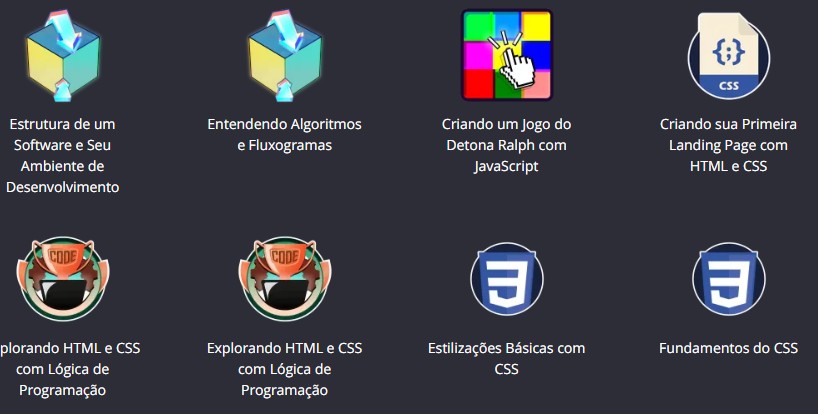 CSS
Estrutura de um
Software e Seu
Ambiente de
Desenvolvimento
Entendendo Algoritmos
e Fluxogramas
Criando um Jogo do
Detona Ralph com
JavaScript
Criando sua Primeira
Landing Page com
HTML e CSS
CODE
CODE
plorando HTML e CSS
com Lógica de
Programação
Explorando HTML e CSS
com Lógica de
Programação
Estilizações Básicas com
CSS
Fundamentos do CSS